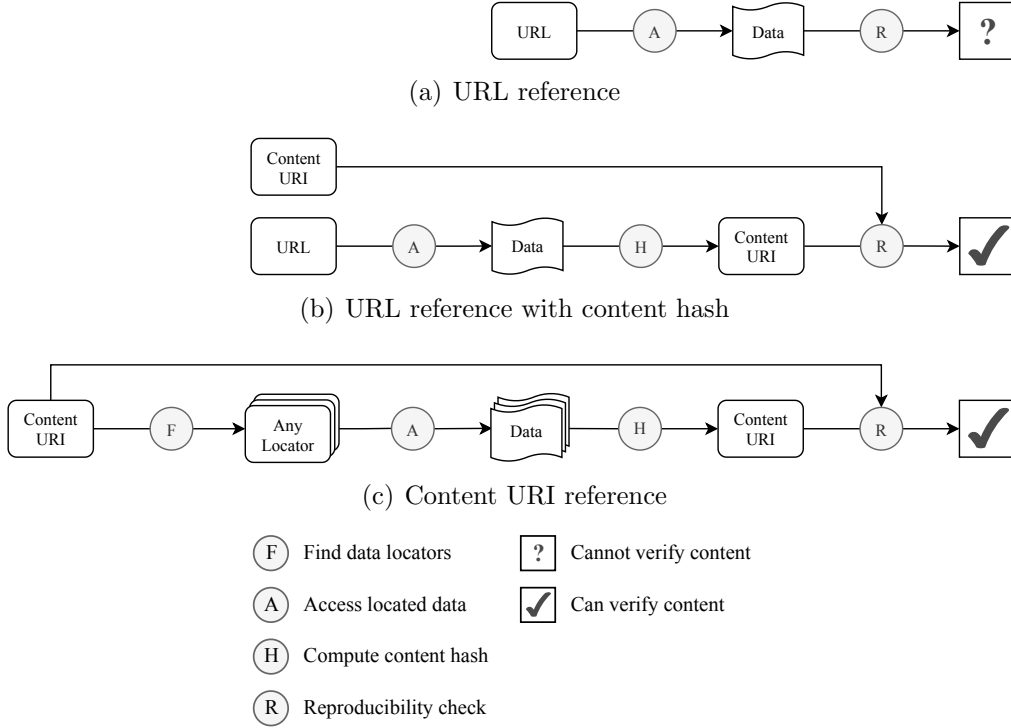 URL A Data R ?
(a) URL reference
Content
URI
URL A Data H Content
URI R
(b) URL reference with content hash
Content
URI F Any
Locator A Data H Content
URI R
(c) Content URI reference
F Find data locators ? Cannot verify content
A Access located data Can verify content
H Compute content hash
R Reproducibility check